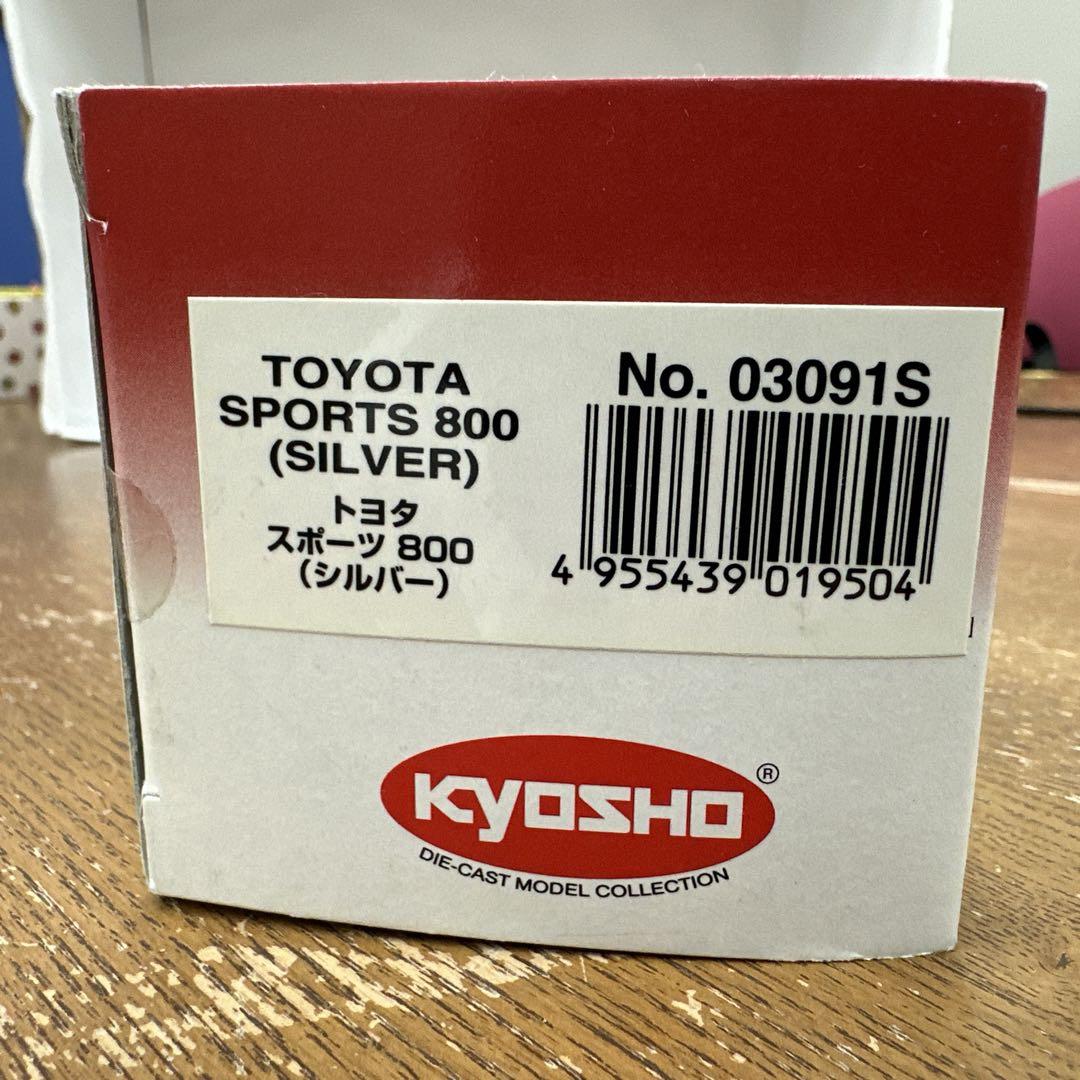 TOYOTA
SPORTS 800
(SILVER)
トヨタ
スポーツ 800
(シルバー)
No. 03091S
4 955439 019504
KYOSHO®
DIE-CAST MODEL COLLECTION